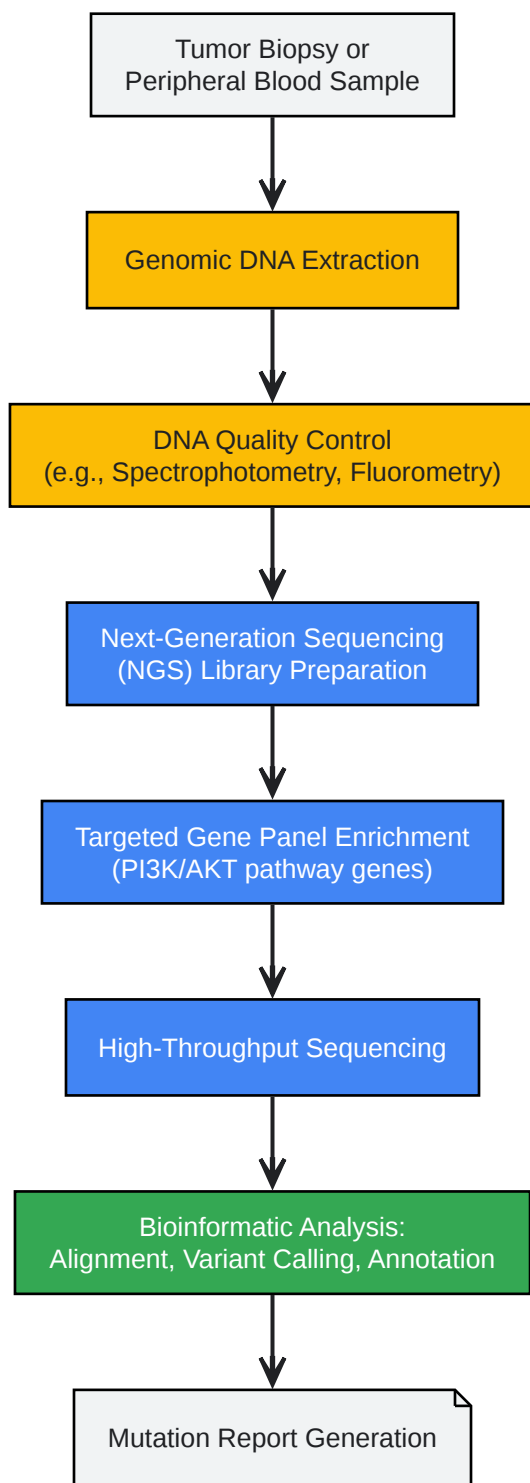 Tumor Biopsy or
Peripheral Blood Sample
Genomic DNA Extraction
DNA Quality Control
(e.g., Spectrophotometry, Fluorometry)
Next-Generation Sequencing
(NGS) Library Preparation
Targeted Gene Panel Enrichment
(PI3K/AKT pathway genes)
High-Throughput Sequencing
Bioinformatic Analysis:
Alignment, Variant Calling, Annotation
Mutation Report Generation